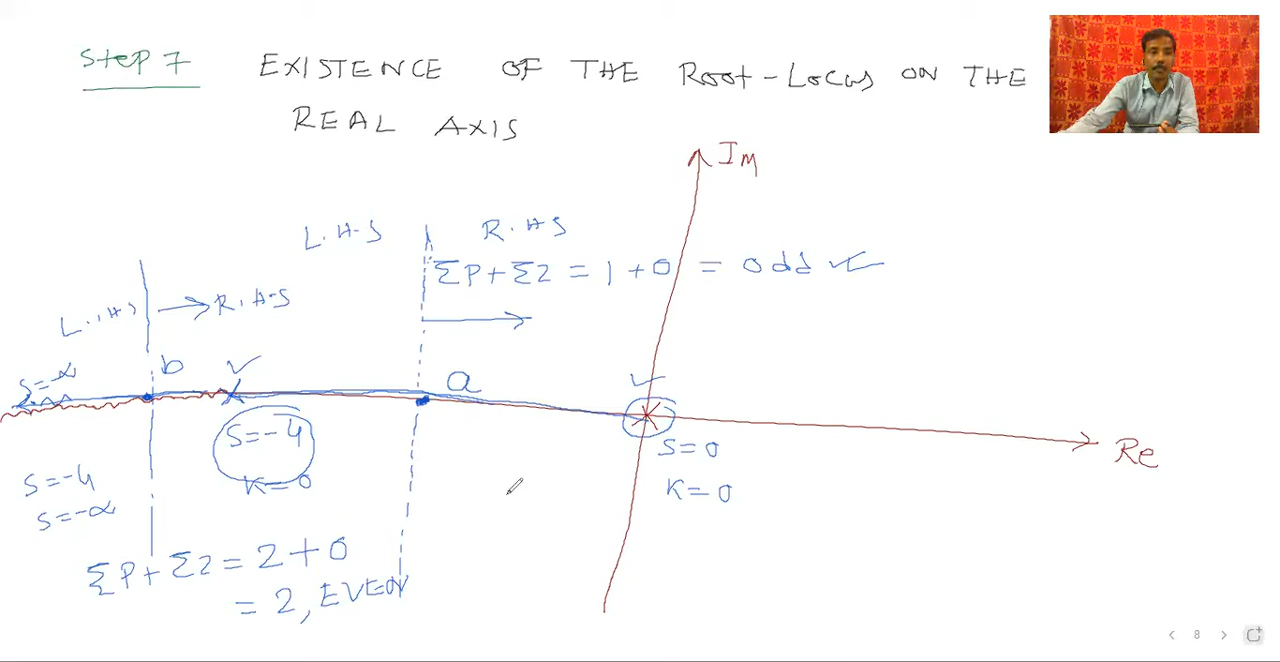 Step 7 EXISTENCE OF THE Root-Locus ON THE
REAL AXIS
Im
L.H.S R.H.S
ΣP+ΣZ = 1+0 = odd ✓
L.H.S → R.H.S
S=-∝ b ✓ a ✓
S=-4 S=0 Re
K=0 K=0
S=-4
S=-∝
ΣP+ΣZ = 2+0
= 2, EVEN
8